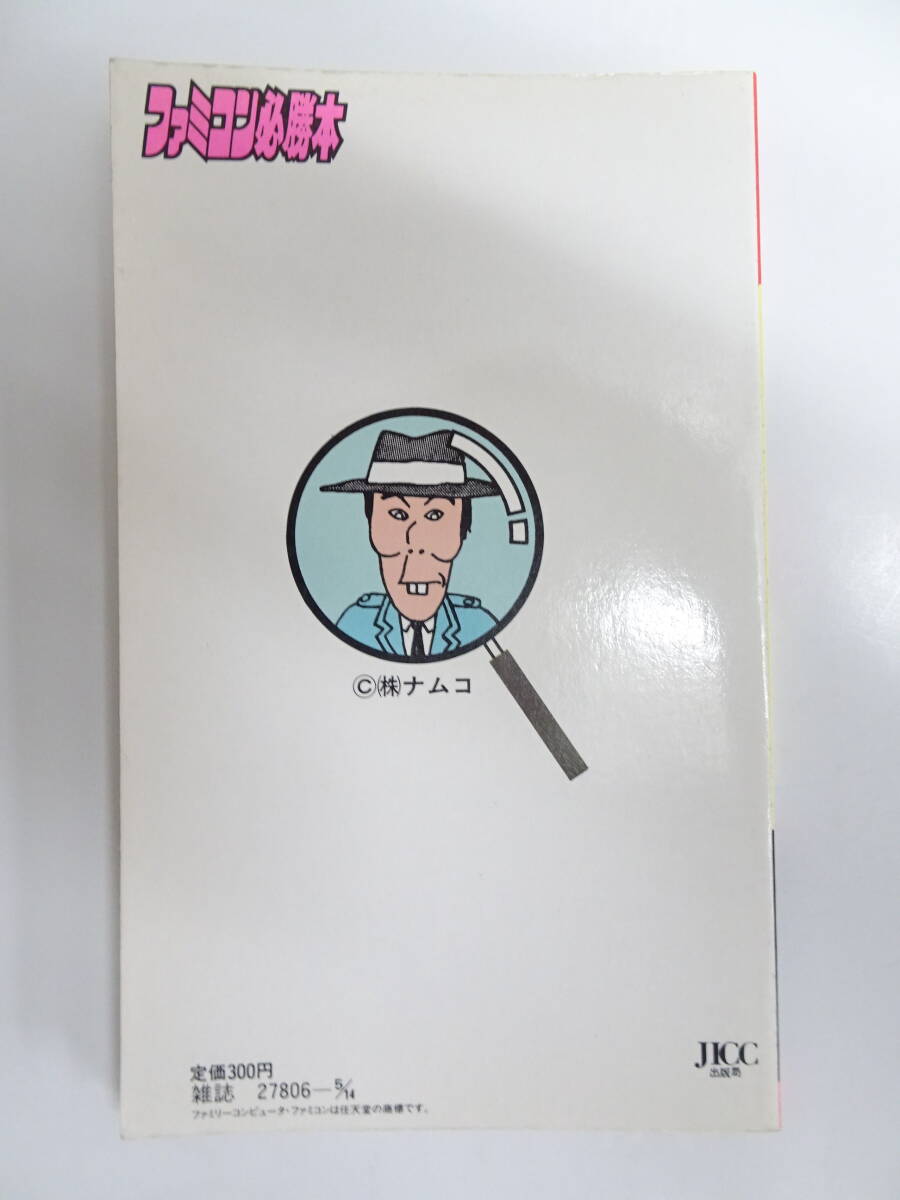 ファミコン必勝本
Ⓒ㈱ナムコ
JICC
出版局
定価300円
雑誌 27806―5/14
ファミリーコンピュータ・ファミコンは任天堂の商標です。